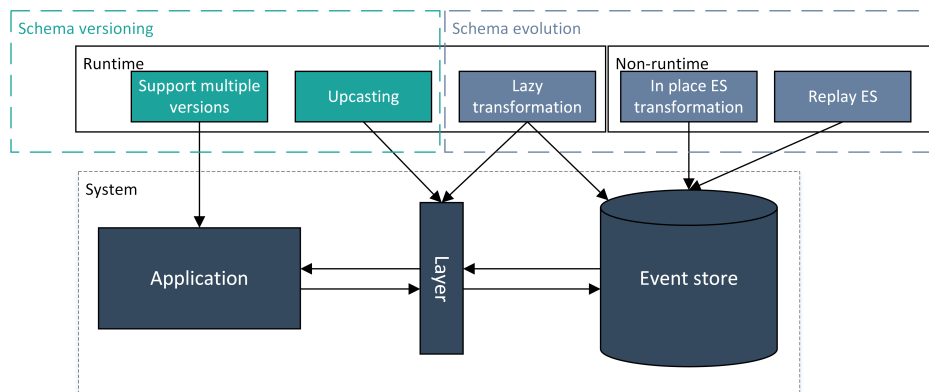 Schema versioning
Schema evolution
Runtime
Non-runtime
Support multiple
versions
Upcasting
Lazy
transformation
In place ES
transformation
Replay ES
System
Application
Layer
Event store